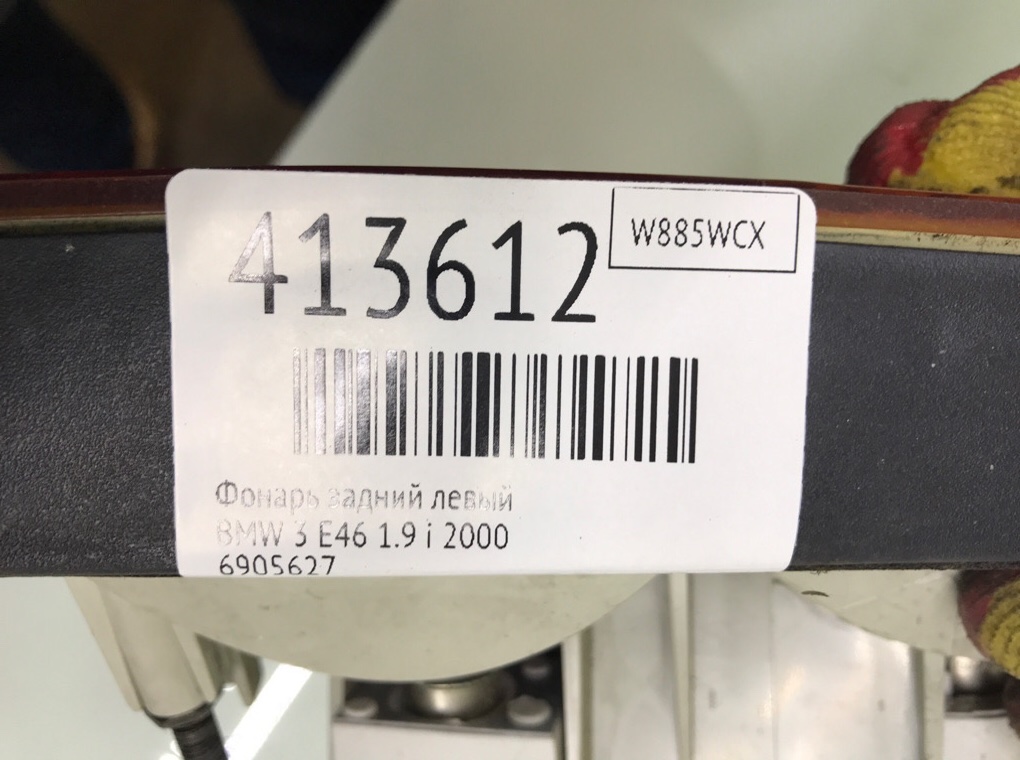 413612
W885WCX
Фонарь задний левый
BMW 3 E46 1.9 i 2000
6905627